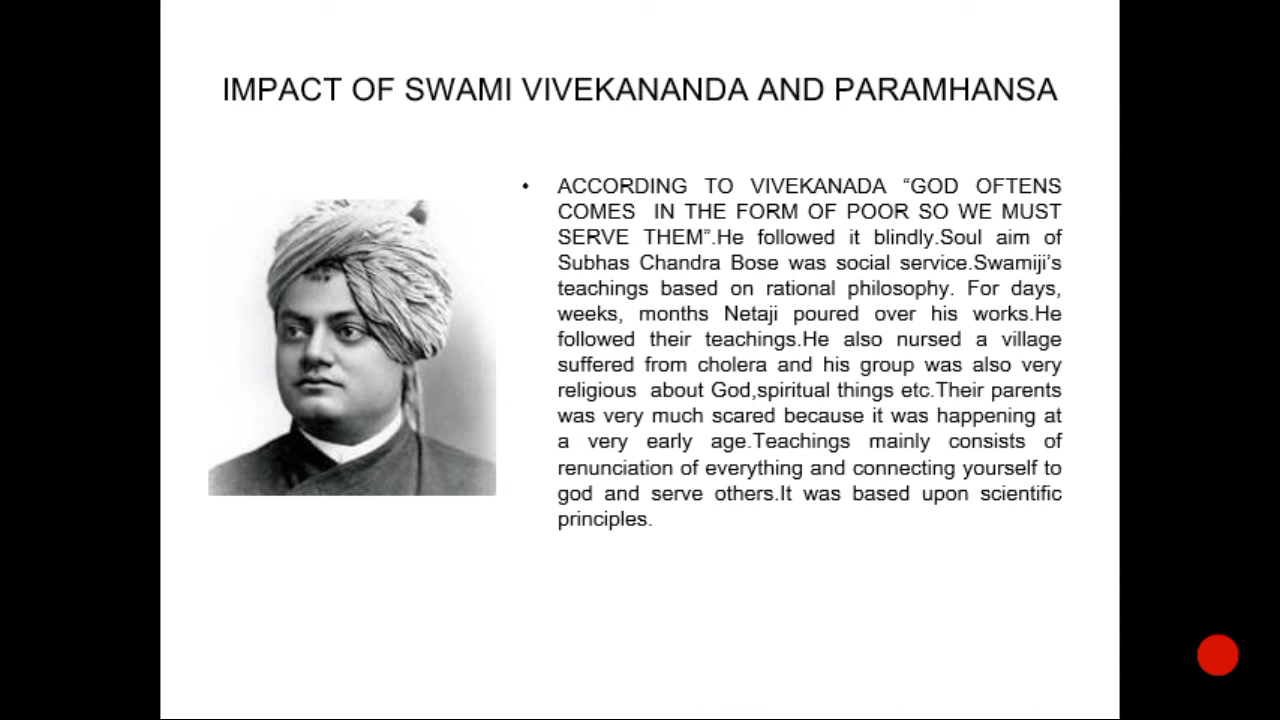 IMPACT OF SWAMI VIVEKANANDA AND PARAMHANSA
• ACCORDING TO VIVEKANADA “GOD OFTENS
COMES IN THE FORM OF POOR SO WE MUST
SERVE THEM”.He followed it blindly.Soul aim of
Subhas Chandra Bose was social service.Swamiji’s
teachings based on rational philosophy. For days,
weeks, months Netaji poured over his works.He
followed their teachings.He also nursed a village
suffered from cholera and his group was also very
religious about God,spiritual things etc.Their parents
was very much scared because it was happening at
a very early age.Teachings mainly consists of
renunciation of everything and connecting yourself to
god and serve others.It was based upon scientific
principles.